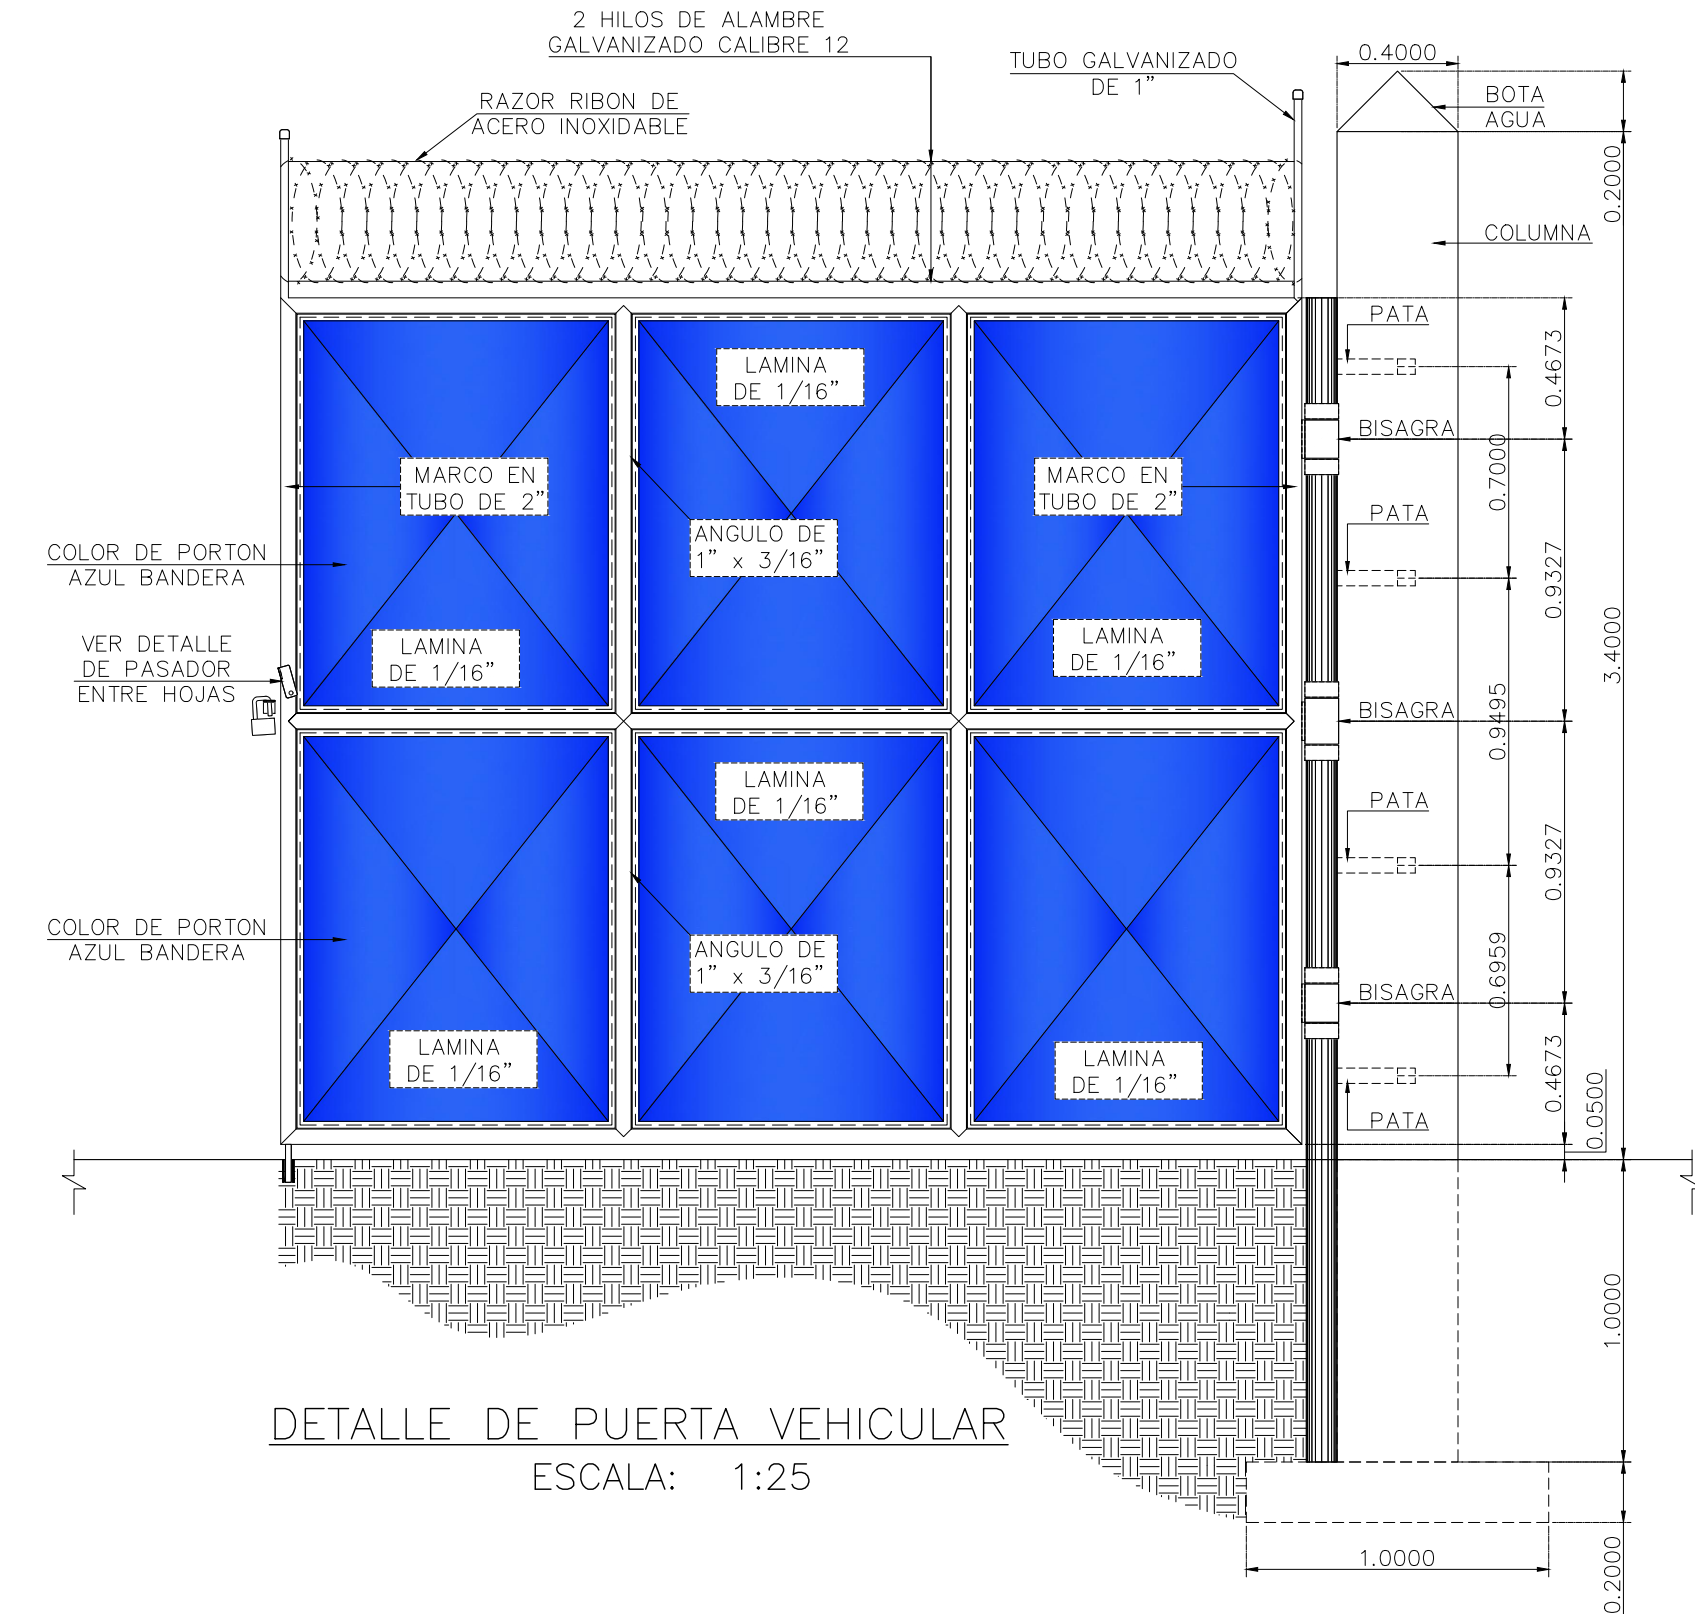 2 HILOS DE ALAMBRE
GALVANIZADO CALIBRE 12
TUBO GALVANIZADO
DE 1”
0.4000
RAZOR RIBON DE
ACERO INOXIDABLE
BOTA
AGUA
0.2000
COLUMNA
PATA
0.4673
LAMINA
DE 1/16”
BISAGRA
0.7000
MARCO EN
TUBO DE 2”
MARCO EN
TUBO DE 2”
PATA
ANGULO DE
1” x 3/16”
COLOR DE PORTON
AZUL BANDERA
0.9327
3.4000
LAMINA
DE 1/16”
LAMINA
DE 1/16”
VER DETALLE
DE PASADOR
ENTRE HOJAS
BISAGRA
0.9495
LAMINA
DE 1/16”
PATA
0.9327
COLOR DE PORTON
AZUL BANDERA
ANGULO DE
1” x 3/16”
0.6959
BISAGRA
LAMINA
DE 1/16”
LAMINA
DE 1/16”
0.4673
0.0500
PATA
1.0000
DETALLE DE PUERTA VEHICULAR
ESCALA: 1:25
1.0000
0.2000